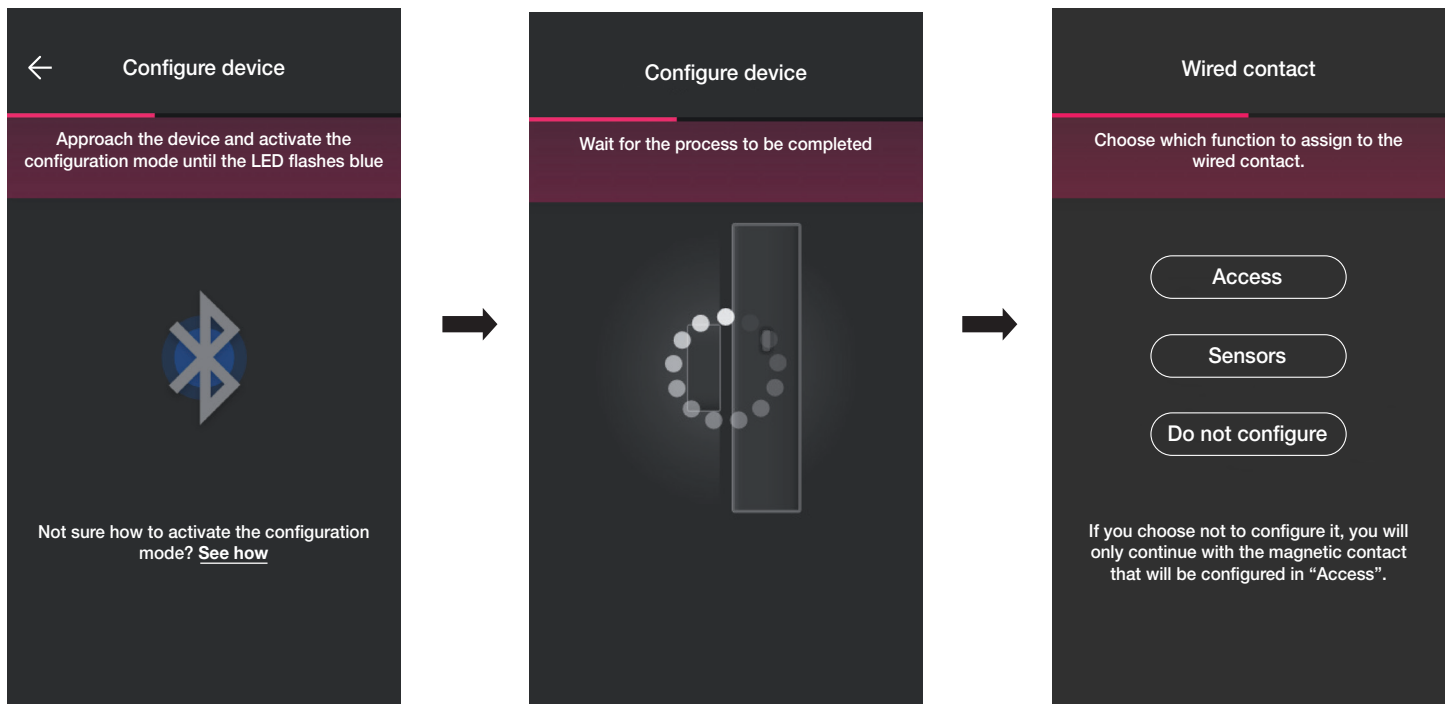 Configure device
Approach the device and activate the
configuration mode until the LED flashes blue
Not sure how to activate the configuration
mode? See how
Configure device
Wait for the process to be completed
Wired contact
Choose which function to assign to the
wired contact.
Access
Sensors
Do not configure
If you choose not to configure it, you will
only continue with the magnetic contact
that will be configured in “Access”.